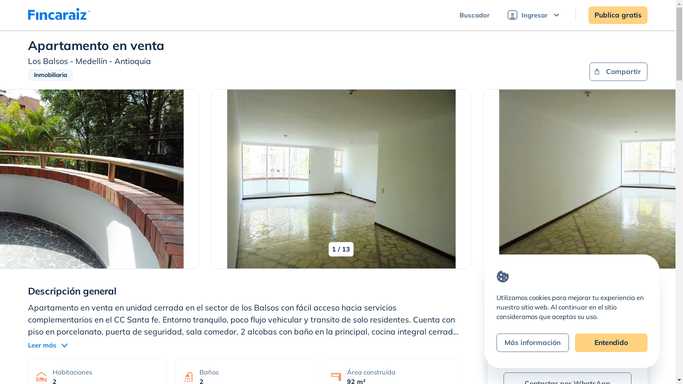 Fincaraíz
Buscador
Ingresar
Publica gratis
Apartamento en venta
Los Balsos - Medellín - Antioquia
Inmobiliaria
Compartir
1 / 13
Descripción general
Apartamento en venta en unidad cerrada en el sector de los Balsos con fácil acceso hacia servicios
complementarios en el CC Santa fe. Entorno tranquilo, poco flujo vehicular y transito de solo residentes. Cuenta con
piso en porcelanato, puerta de seguridad, sala comedor, 2 alcobas con baño en la principal, cocina integral cerrad...
Leer más
Habitaciones
2
Baños
2
Área construida
92 m²
Utilizamos cookies para mejorar tu experiencia en
nuestro sitio web. Al continuar en el sitio
consideramos que aceptas su uso.
Más información
Entendido
Contactar por WhatsApp